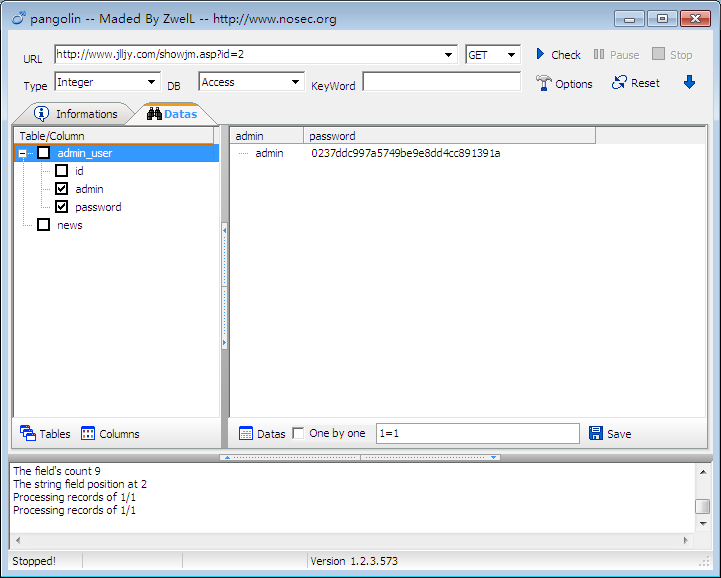 pangolin -- Maded By ZwelL -- http://www.nosec.org
URL http://www.jlljy.com/showjm.asp?id=2 GET Check Pause Stop
Type Integer DB Access KeyWord Options Reset
Informations Datas
Table/Column admin password
admin_user admin 0237ddc997a5749be9e8dd4cc891391a
id
admin
password
news
Tables Columns Datas One by one 1=1 Save
The field's count 9
The string field position at 2
Processing records of 1/1
Processing records of 1/1
Stopped! Version 1.2.3.573